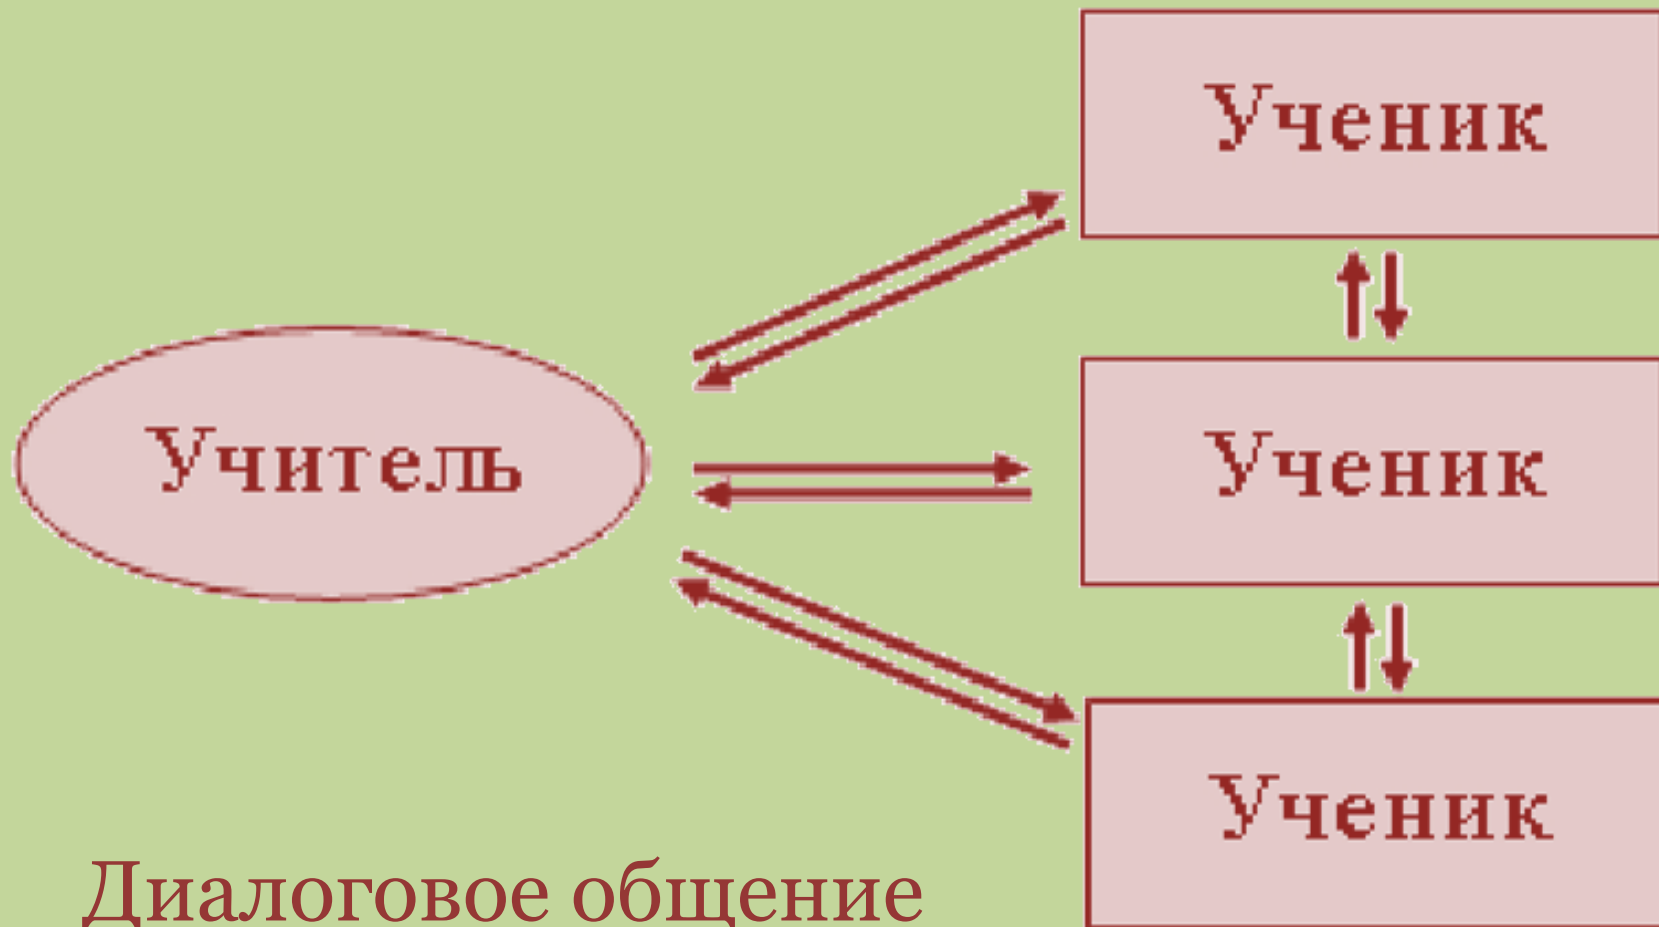 Ученик
Учитель
Ученик
Ученик
Диалоговое общение